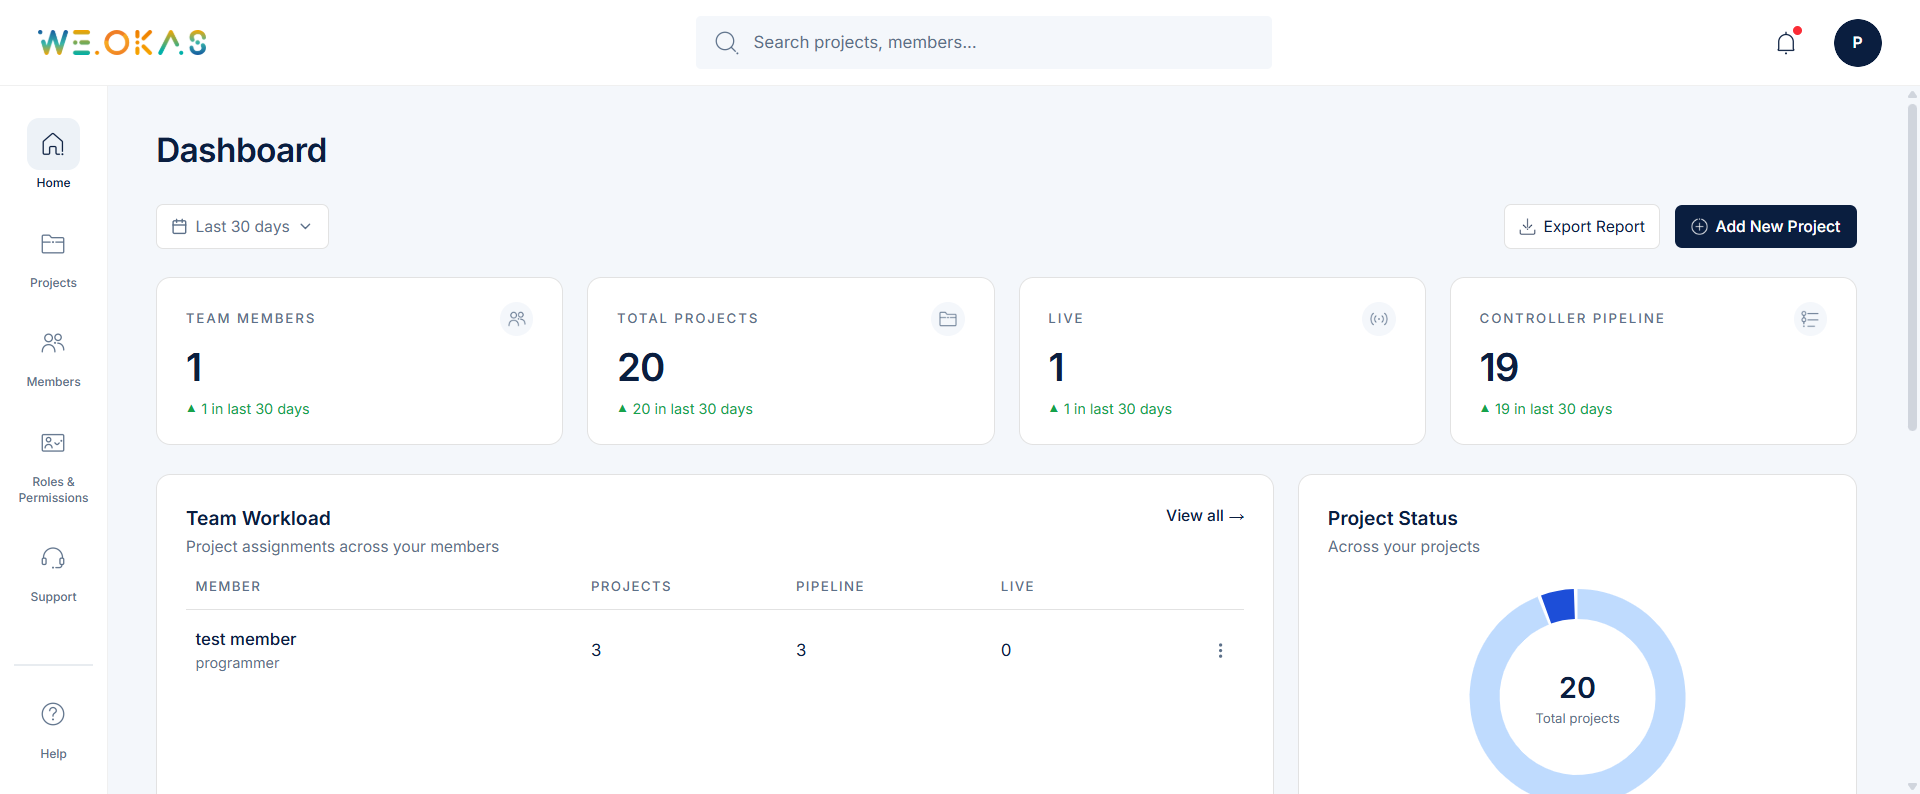 WE.OKAS
Search projects, members...
P
Home
Projects
Members
Roles &
Permissions
Support
Help
Dashboard
Last 30 days
Export Report
Add New Project
TEAM MEMBERS
1
▲ 1 in last 30 days
TOTAL PROJECTS
20
▲ 20 in last 30 days
LIVE
1
▲ 1 in last 30 days
CONTROLLER PIPELINE
19
▲ 19 in last 30 days
Team Workload
View all →
Project assignments across your members
MEMBER PROJECTS PIPELINE LIVE
test member
programmer
3 3 0
Project Status
Across your projects
20
Total projects